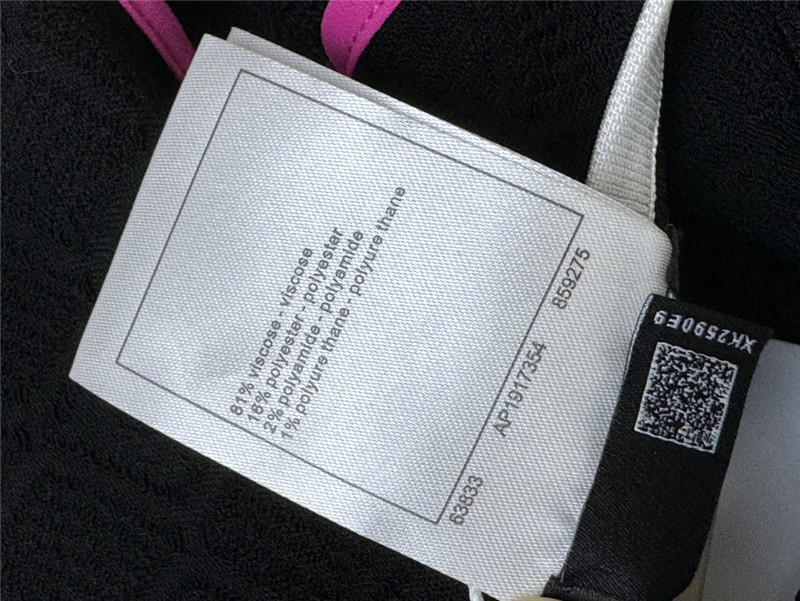 81% viscose - viscose
16% polyester - polyester
2% polyamide - polyamide
1% polyure thane - polyure thane
63833 AP1917354 859275
XK2590E9